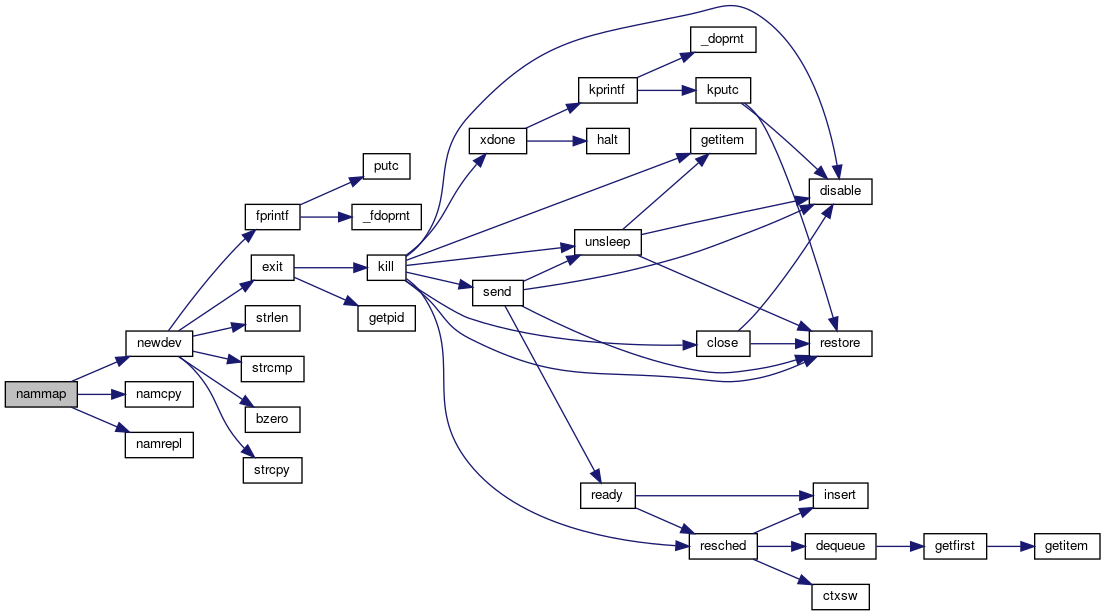 _doprnt
kprintf
kputc
xdone
halt
getitem
putc
disable
fprintf
_fdoprnt
unsleep
exit
kill
send
getpid
strlen
newdev
close
restore
strcmp
nammap
namcpy
bzero
namrepl
strcpy
ready
insert
resched
dequeue
getfirst
getitem
ctxsw